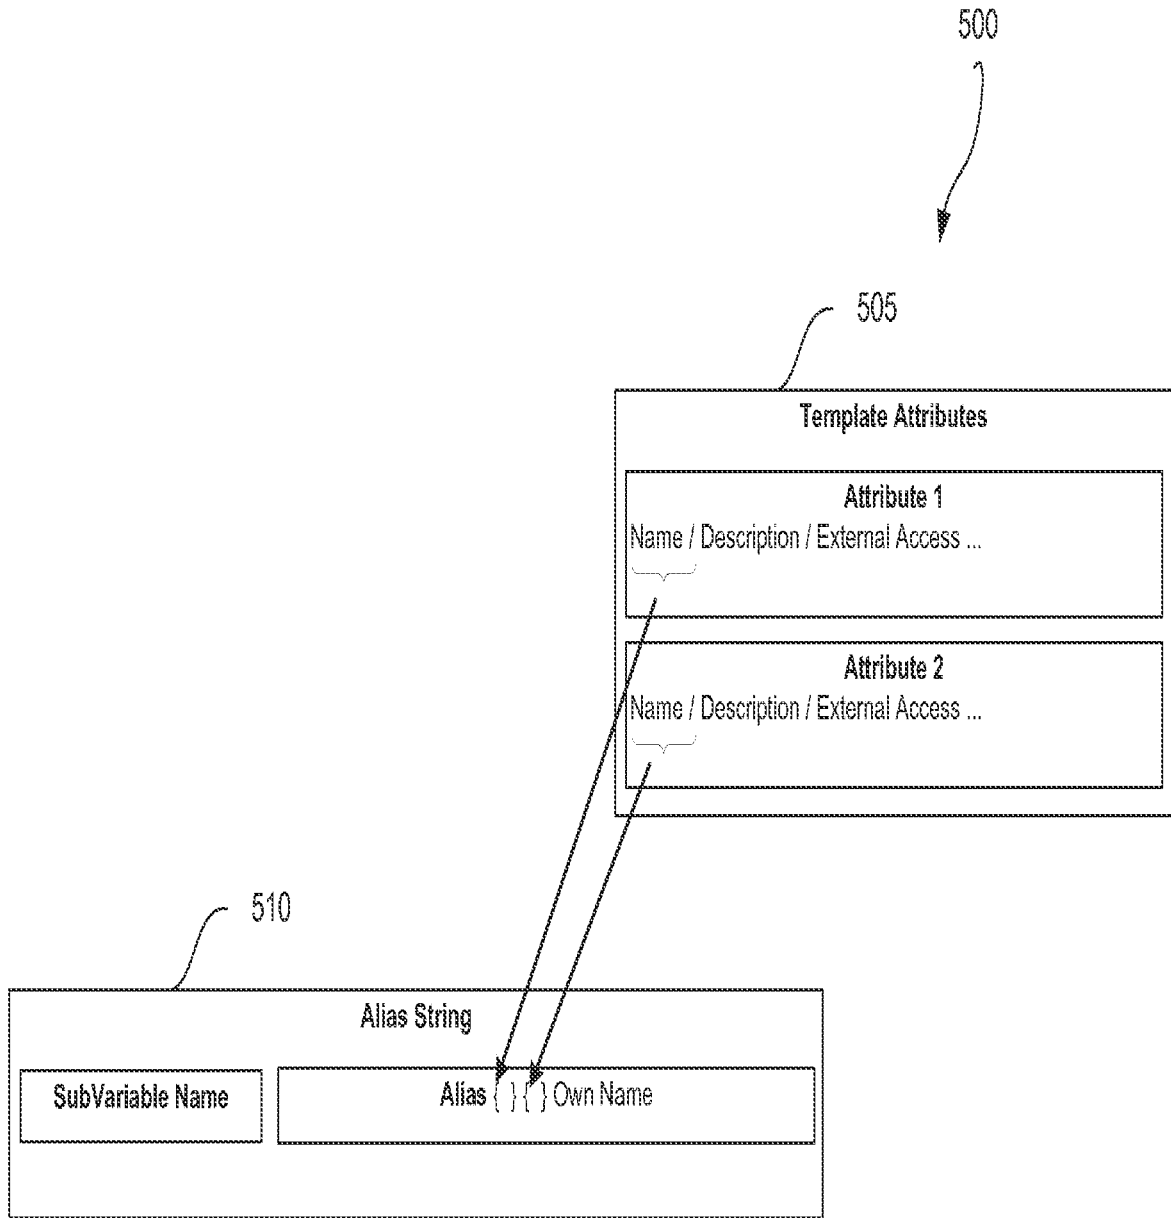 500
505
Template Attributes
Attribute 1
Name / Description / External Access ...
Attribute 2
Name / Description / External Access ...
510
Alias String
SubVariable Name
Alias { } { } Own Name